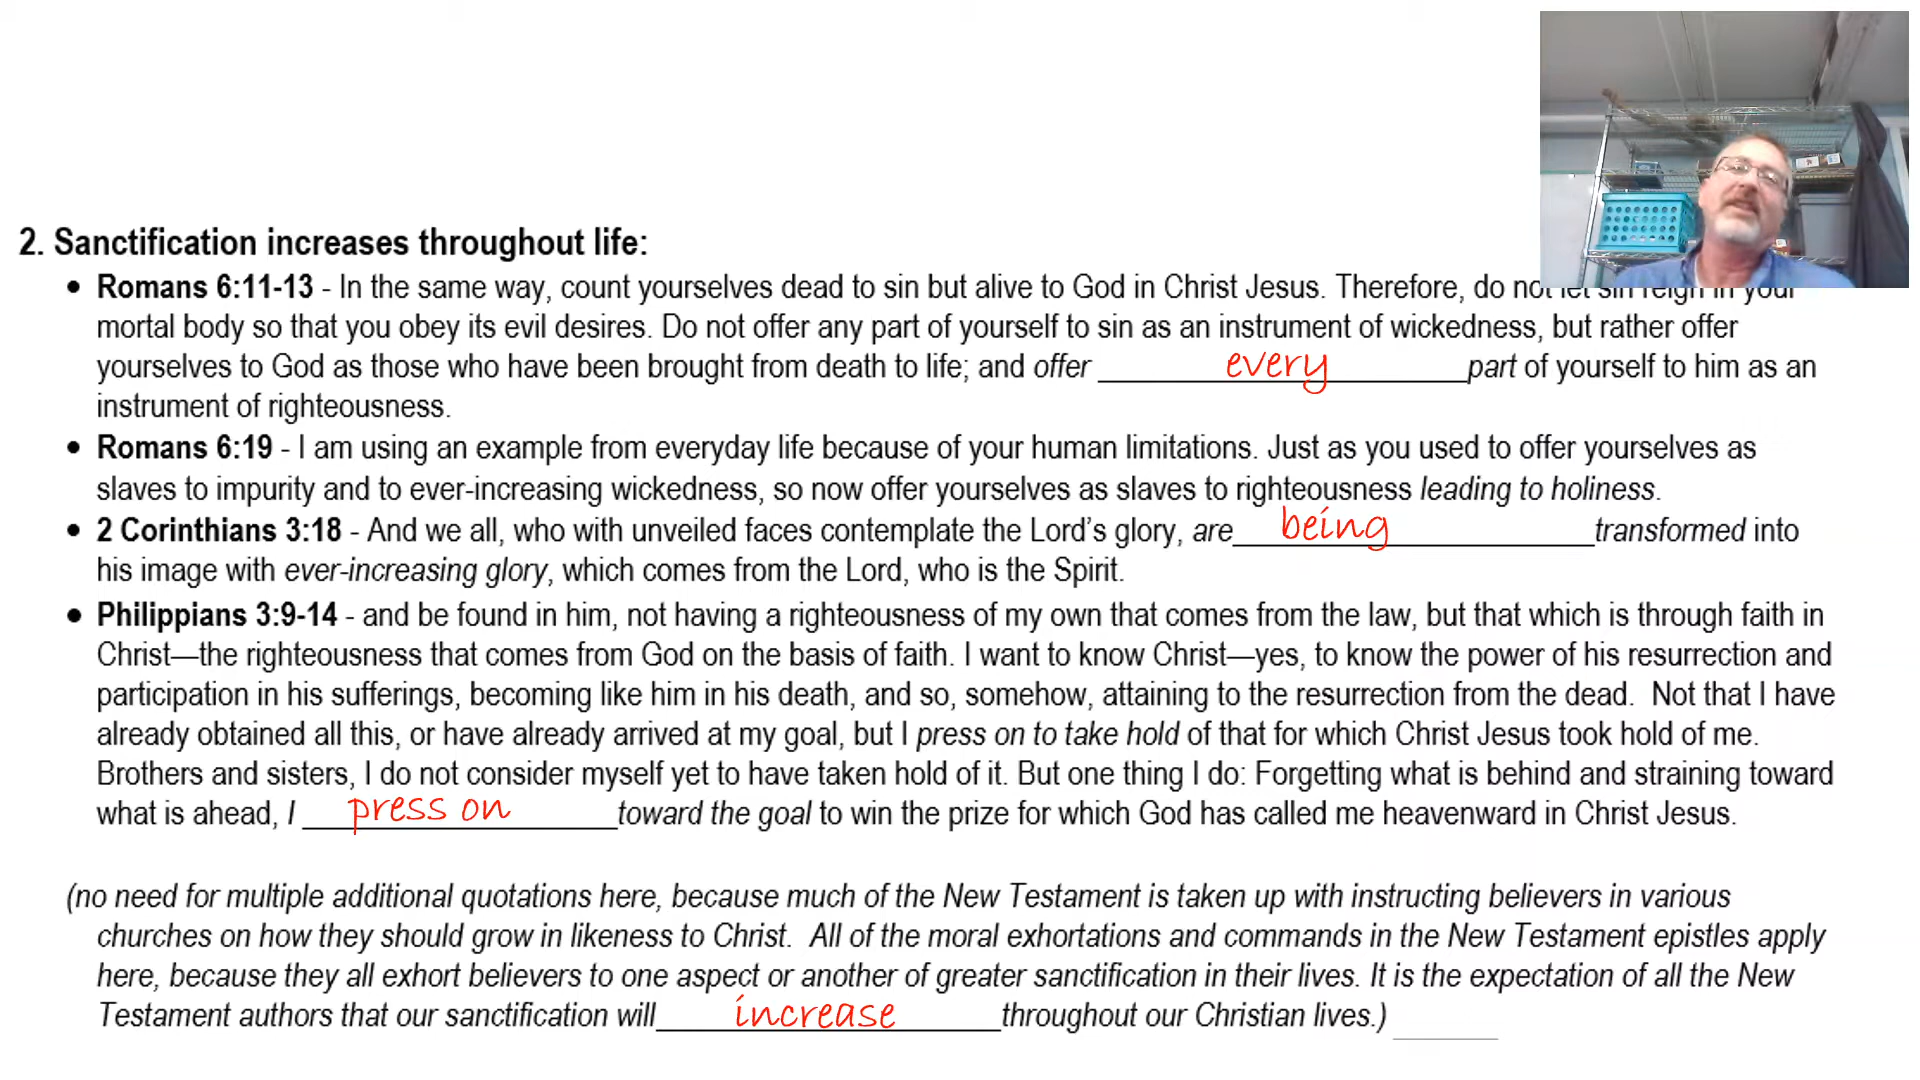 2. Sanctification increases throughout life:
• Romans 6:11-13 - In the same way, count yourselves dead to sin but alive to God in Christ Jesus. Therefore, do not let sin reign in your
mortal body so that you obey its evil desires. Do not offer any part of yourself to sin as an instrument of wickedness, but rather offer
yourselves to God as those who have been brought from death to life; and offer every part of yourself to him as an
instrument of righteousness.
• Romans 6:19 - I am using an example from everyday life because of your human limitations. Just as you used to offer yourselves as
slaves to impurity and to ever-increasing wickedness, so now offer yourselves as slaves to righteousness leading to holiness.
• 2 Corinthians 3:18 - And we all, who with unveiled faces contemplate the Lord’s glory, are being transformed into
his image with ever-increasing glory, which comes from the Lord, who is the Spirit.
• Philippians 3:9-14 - and be found in him, not having a righteousness of my own that comes from the law, but that which is through faith in
Christ—the righteousness that comes from God on the basis of faith. I want to know Christ—yes, to know the power of his resurrection and
participation in his sufferings, becoming like him in his death, and so, somehow, attaining to the resurrection from the dead.  Not that I have
already obtained all this, or have already arrived at my goal, but I press on to take hold of that for which Christ Jesus took hold of me.
Brothers and sisters, I do not consider myself yet to have taken hold of it. But one thing I do: Forgetting what is behind and straining toward
what is ahead, I press on toward the goal to win the prize for which God has called me heavenward in Christ Jesus.
(no need for multiple additional quotations here, because much of the New Testament is taken up with instructing believers in various
churches on how they should grow in likeness to Christ.  All of the moral exhortations and commands in the New Testament epistles apply
here, because they all exhort believers to one aspect or another of greater sanctification in their lives. It is the expectation of all the New
Testament authors that our sanctification will increase throughout our Christian lives.)